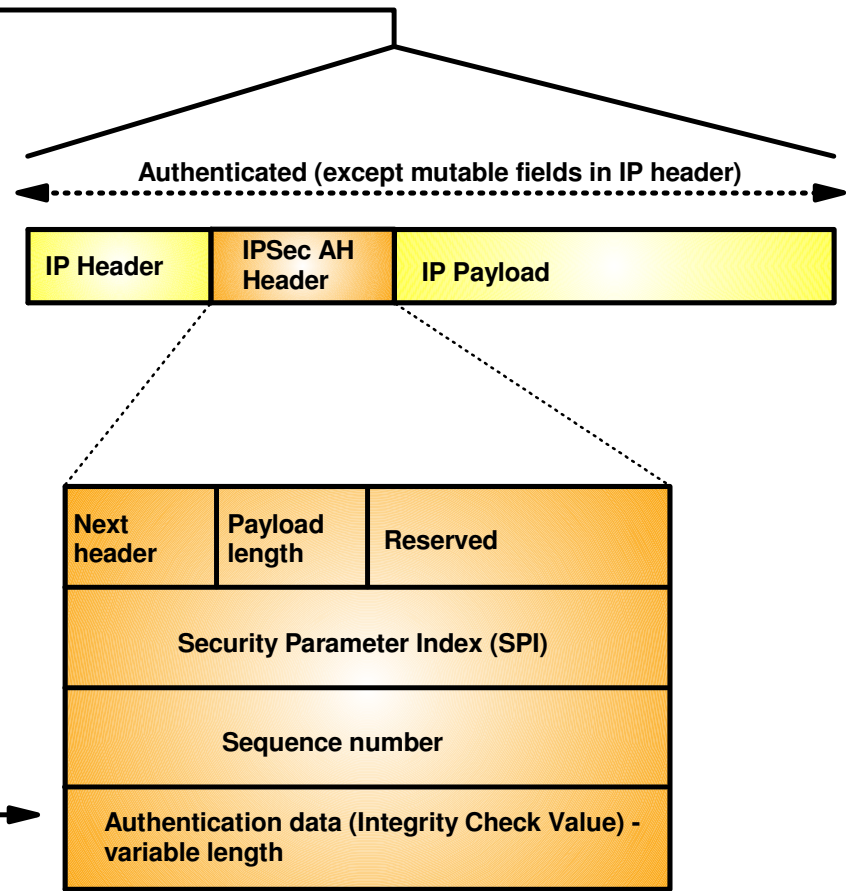 Authenticated (except mutable fields in IP header)
IP Header
IPSec AH
Header
IP Payload
Next
header
Payload
length
Reserved
Security Parameter Index (SPI)
Sequence number
Authentication data (Integrity Check Value) -
variable length